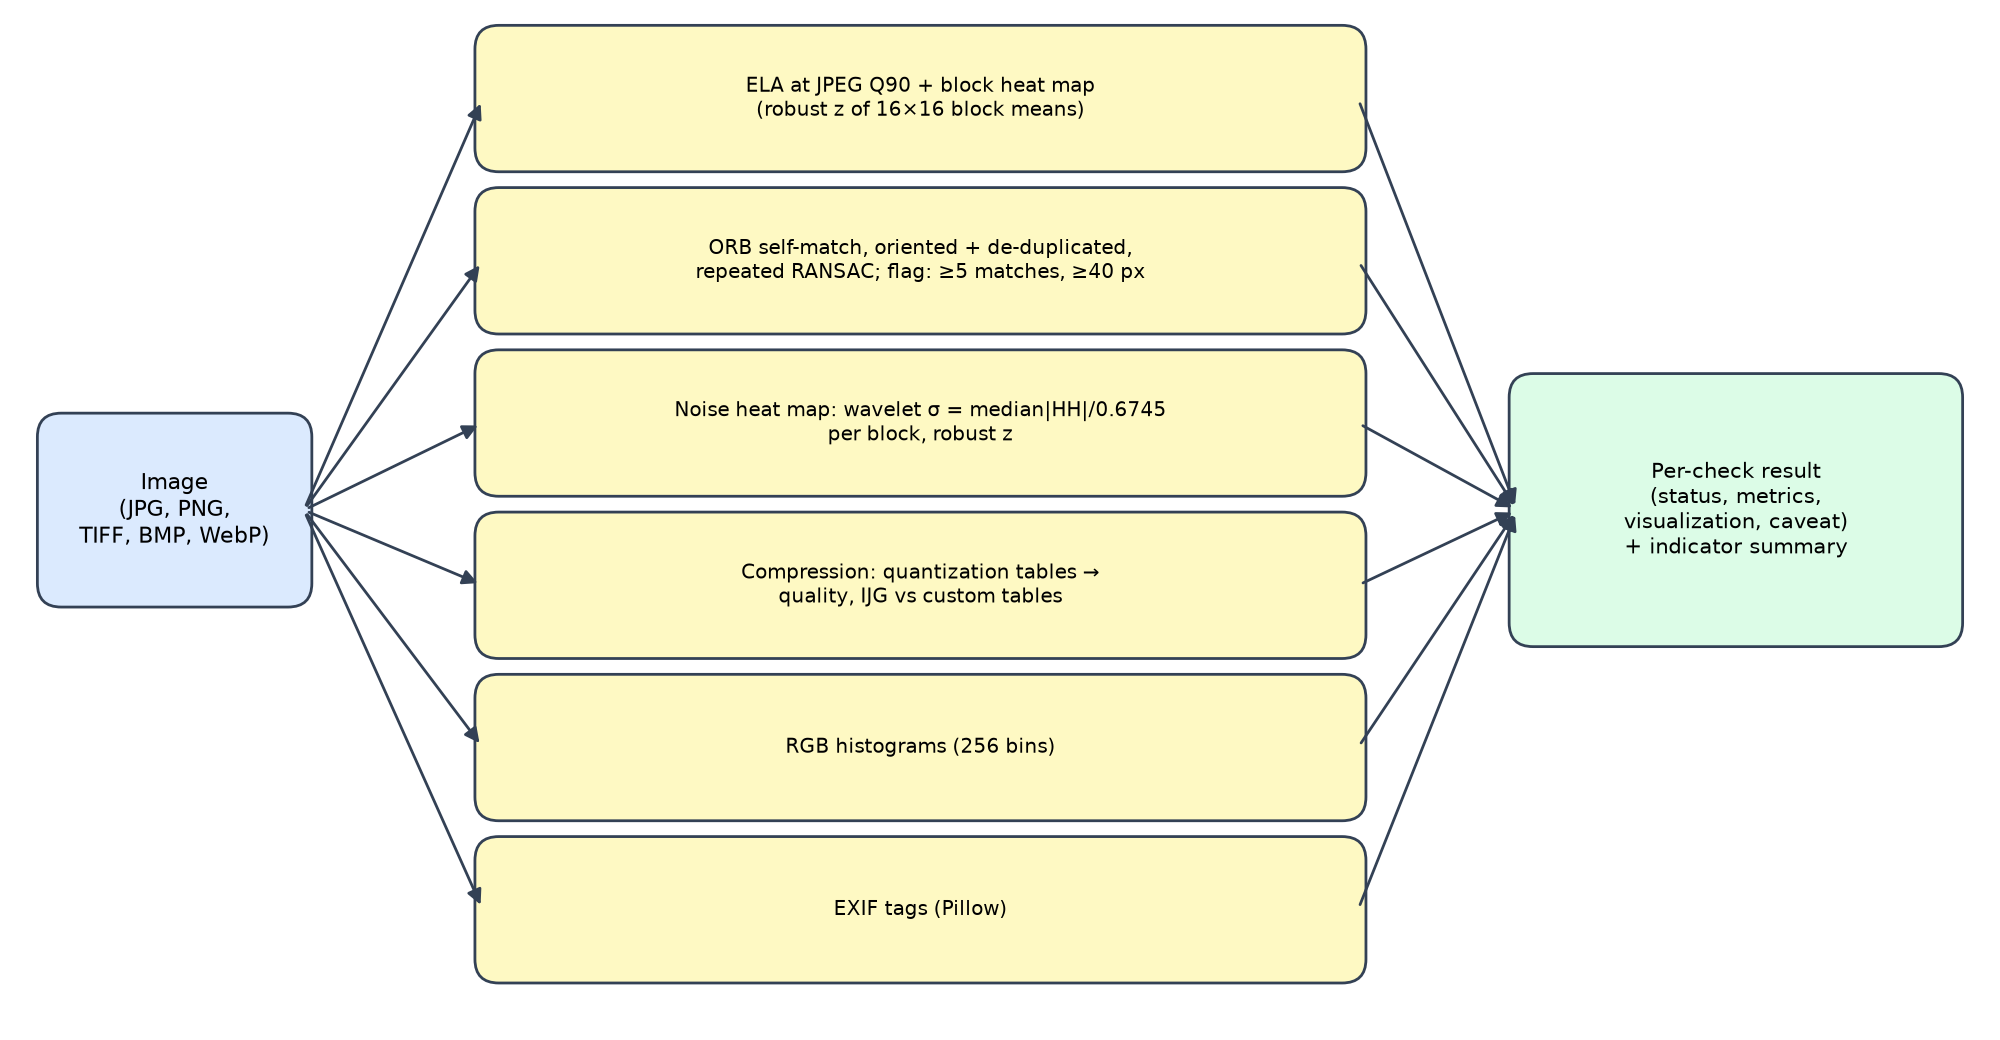 Image
(JPG, PNG,
TIFF, BMP, WebP)
ELA at JPEG Q90 + block heat map
(robust z of 16×16 block means)
ORB self-match, oriented + de-duplicated,
repeated RANSAC; flag: ≥5 matches, ≥40 px
Noise heat map: wavelet σ = median|HH|/0.6745
per block, robust z
Compression: quantization tables →
quality, IJG vs custom tables
RGB histograms (256 bins)
EXIF tags (Pillow)
Per-check result
(status, metrics,
visualization, caveat)
+ indicator summary